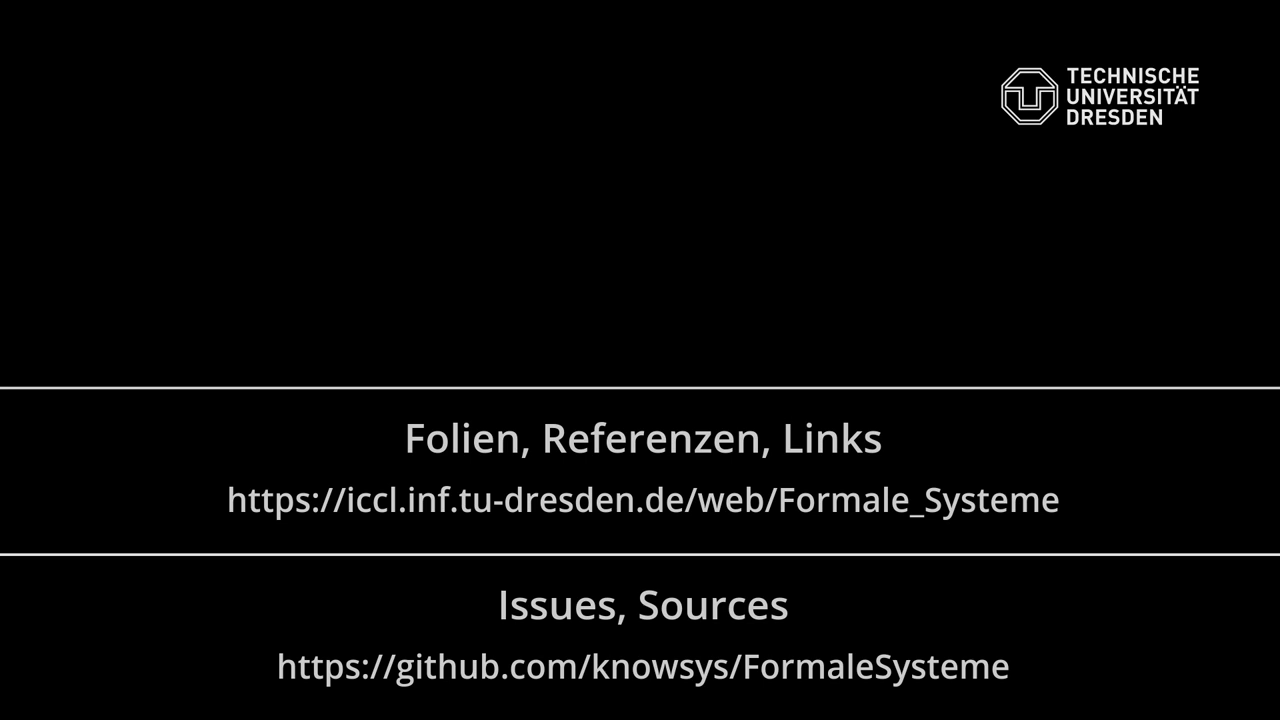 TECHNISCHE
UNIVERSITÄT
DRESDEN
Folien, Referenzen, Links
https://iccl.inf.tu-dresden.de/web/Formale_Systeme
Issues, Sources
https://github.com/knowsys/FormaleSysteme